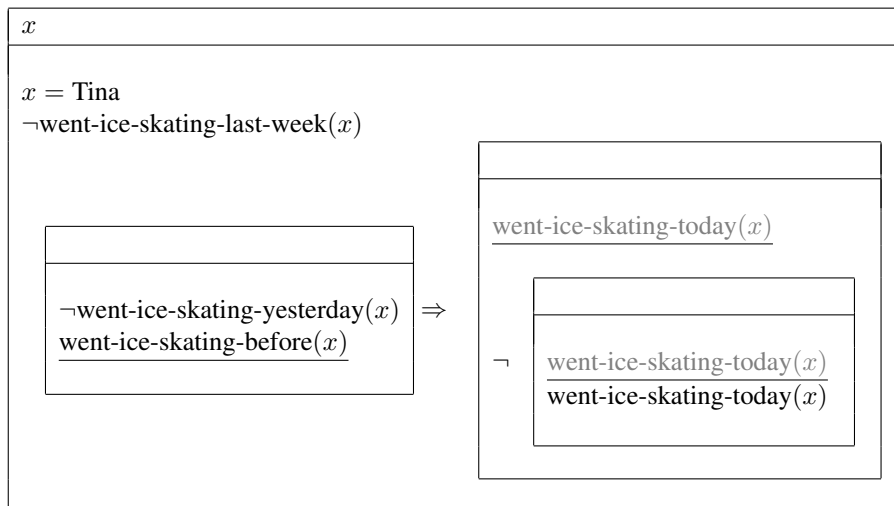 x
x = Tina
¬went-ice-skating-last-week(x)
¬went-ice-skating-yesterday(x) ⇒
went-ice-skating-before(x)
went-ice-skating-today(x)
¬ went-ice-skating-today(x)
went-ice-skating-today(x)